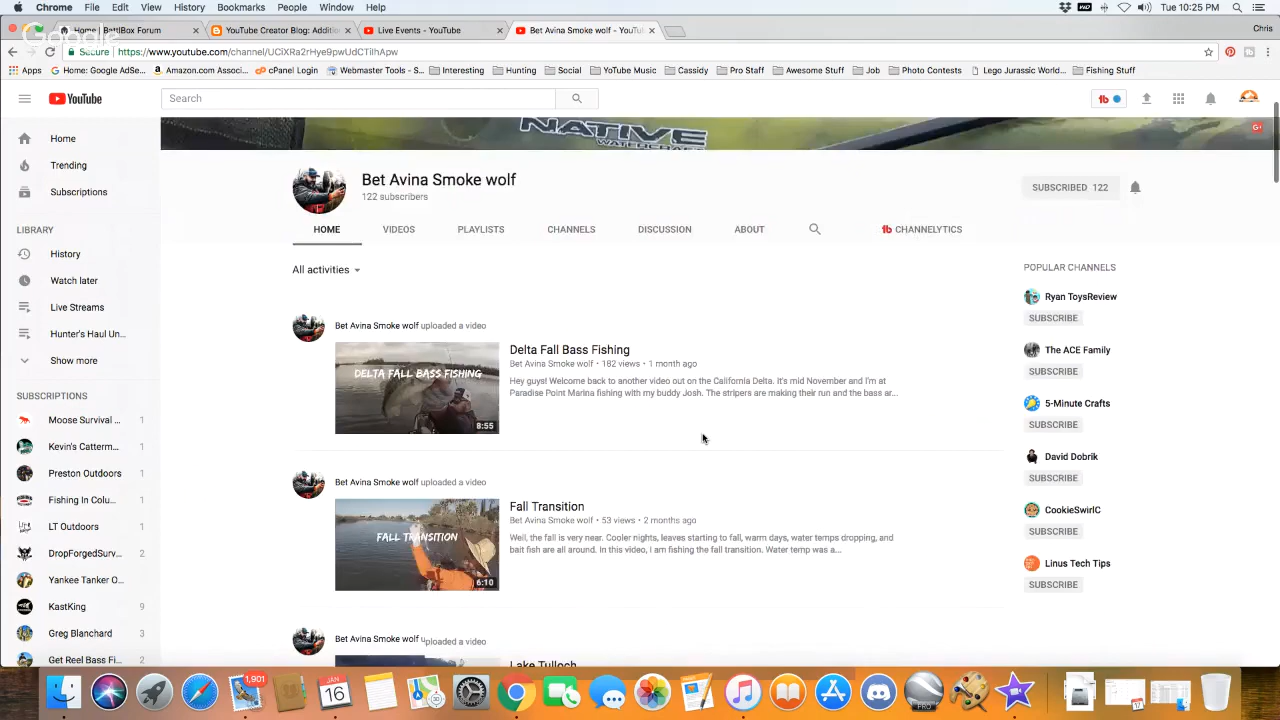 Chrome File Edit View History Bookmarks People Window Help Tue 10:25 PM Chris
Home | BattlBox Forum YouTube Creator Blog: Additio Live Events - YouTube Bet Avina Smoke wolf - YouTu
Google
Secure https://www.youtube.com/channel/UCiXRa2rHye9pwUdCTilhApw
Apps Home: Google AdSe... Amazon.com Assoc... cPanel Login Webmaster Tools - Interesting Hunting Social YoTube Music Cassidy Pro Staff Awesome Stuff Job Photo Contests Lego Jurassic World... Fishing Stuff
YouTube Search tb
NATIVE
WATERCRAFT
G+
Home
Trending
Subscriptions
LIBRARY
History
Watch later
Live Streams
Hunter's Haul Un...
Show more
SUBSCRIPTIONS
Moose Survival ... 1
Kevin's Catterm... 1
Preston Outdoors 1
Fishing In Colu... 1
LT Outdoors 1
DropForgedSurv... 2
Yankee Tanker O... 1
KastKing 9
Greg Blanchard 3
Get Reel Bass Fi... 2
Bet Avina Smoke wolf
122 subscribers
SUBSCRIBED 122
HOME VIDEOS PLAYLISTS CHANNELS DISCUSSION ABOUT tb CHANNELYTICS
All activities
Bet Avina Smoke wolf uploaded a video
DELTA FALL BASS FISHING
8:55
Delta Fall Bass Fishing
Bet Avina Smoke wolf • 182 views • 1 month ago
Hey guys! Welcome back to another video out on the California Delta. It's mid November and I'm at
Paradise Point Marina fishing with my buddy Josh. The stripers are making their run and the bass ar...
Bet Avina Smoke wolf uploaded a video
FALL TRANSITION
6:10
Fall Transition
Bet Avina Smoke wolf • 53 views • 2 months ago
Well, the fall is very near. Cooler nights, leaves starting to fall, warm days, water temps dropping, and
bait fish are all around. In this video, I am fishing the fall transition. Water temp was a...
Bet Avina Smoke wolf uploaded a video
Lake Tulloch
POPULAR CHANNELS
Ryan ToysReview
SUBSCRIBE
The ACE Family
SUBSCRIBE
5-Minute Crafts
SUBSCRIBE
David Dobrik
SUBSCRIBE
CookieSwirlC
SUBSCRIBE
Linus Tech Tips
SUBSCRIBE
1,901
JAN
16
PRO